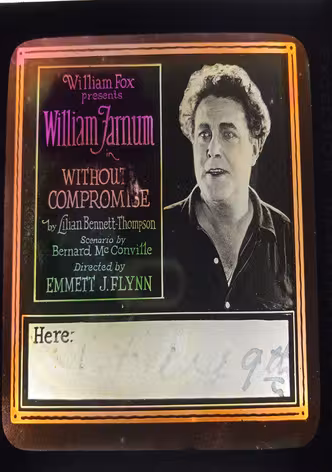 William Fox
presents
William Farnum
in
WITHOUT
COMPROMISE
by Lilian Bennett-Thompson
Scenario by
Bernard McConville
Directed by
EMMETT J. FLYNN
Here:
9th